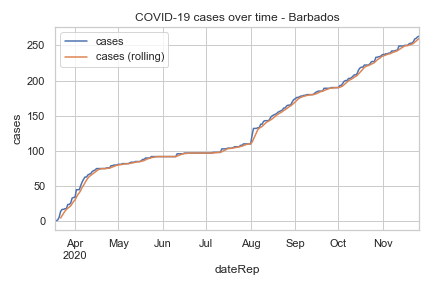 COVID-19 cases over time - Barbados
cases
cases (rolling)
cases
250
200
150
100
50
0
Apr May Jun Jul Aug Sep Oct Nov
2020
dateRep